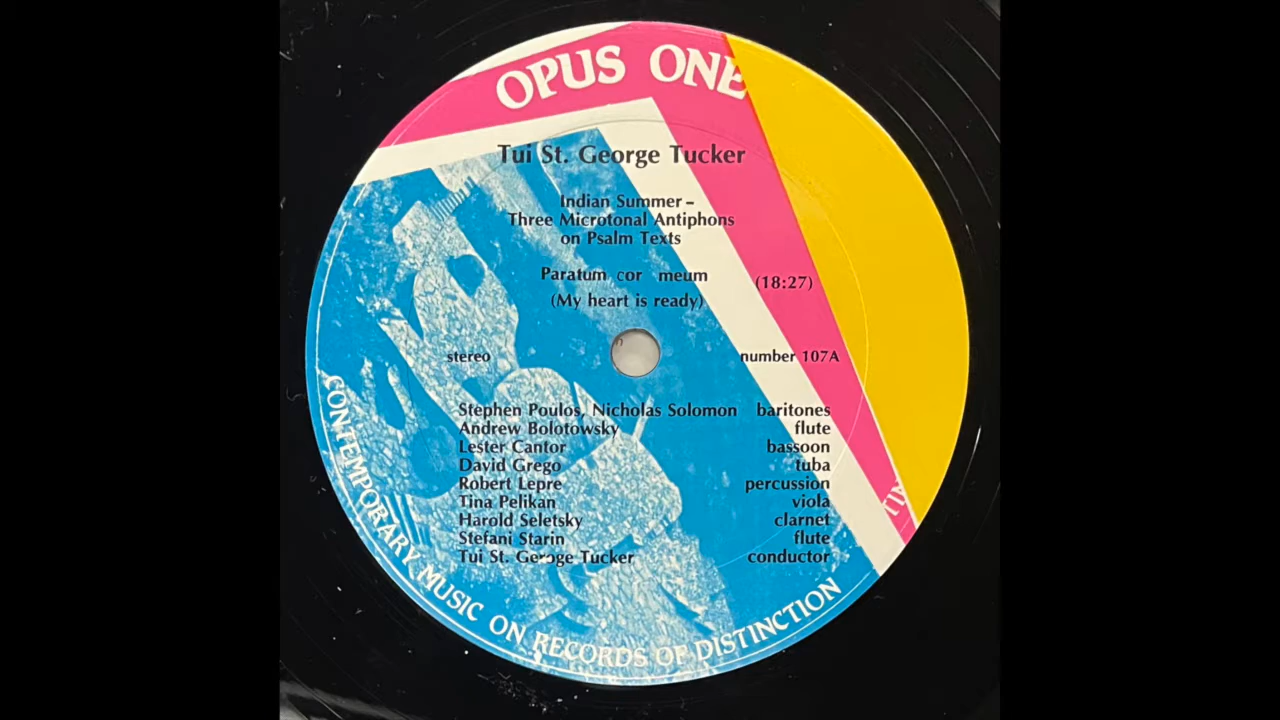 OPUS ONE
Tui St. George Tucker
Indian Summer –
Three Microtonal Antiphons
on Psalm Texts
Paratum cor meum (18:27)
(My heart is ready)
stereo number 107A
Stephen Poulos, Nicholas Solomon baritones
Andrew Bolotowsky flute
Lester Cantor bassoon
David Grego tuba
Robert Lepre percussion
Tina Pelikan viola
Harold Seletsky clarnet
Stefani Starin flute
Tui St. Geroge Tucker conductor
CONTEMPORARY MUSIC ON RECORDS OF DISTINCTION